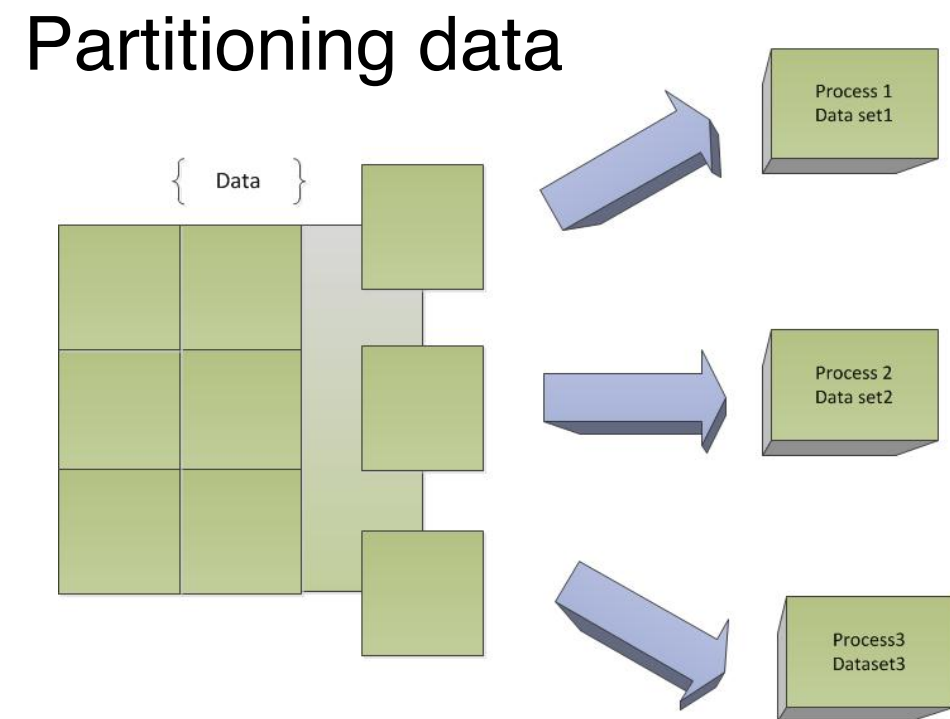 Partitioning data
Data
Process 1
Data set1
Process 2
Data set2
Process3
Dataset3